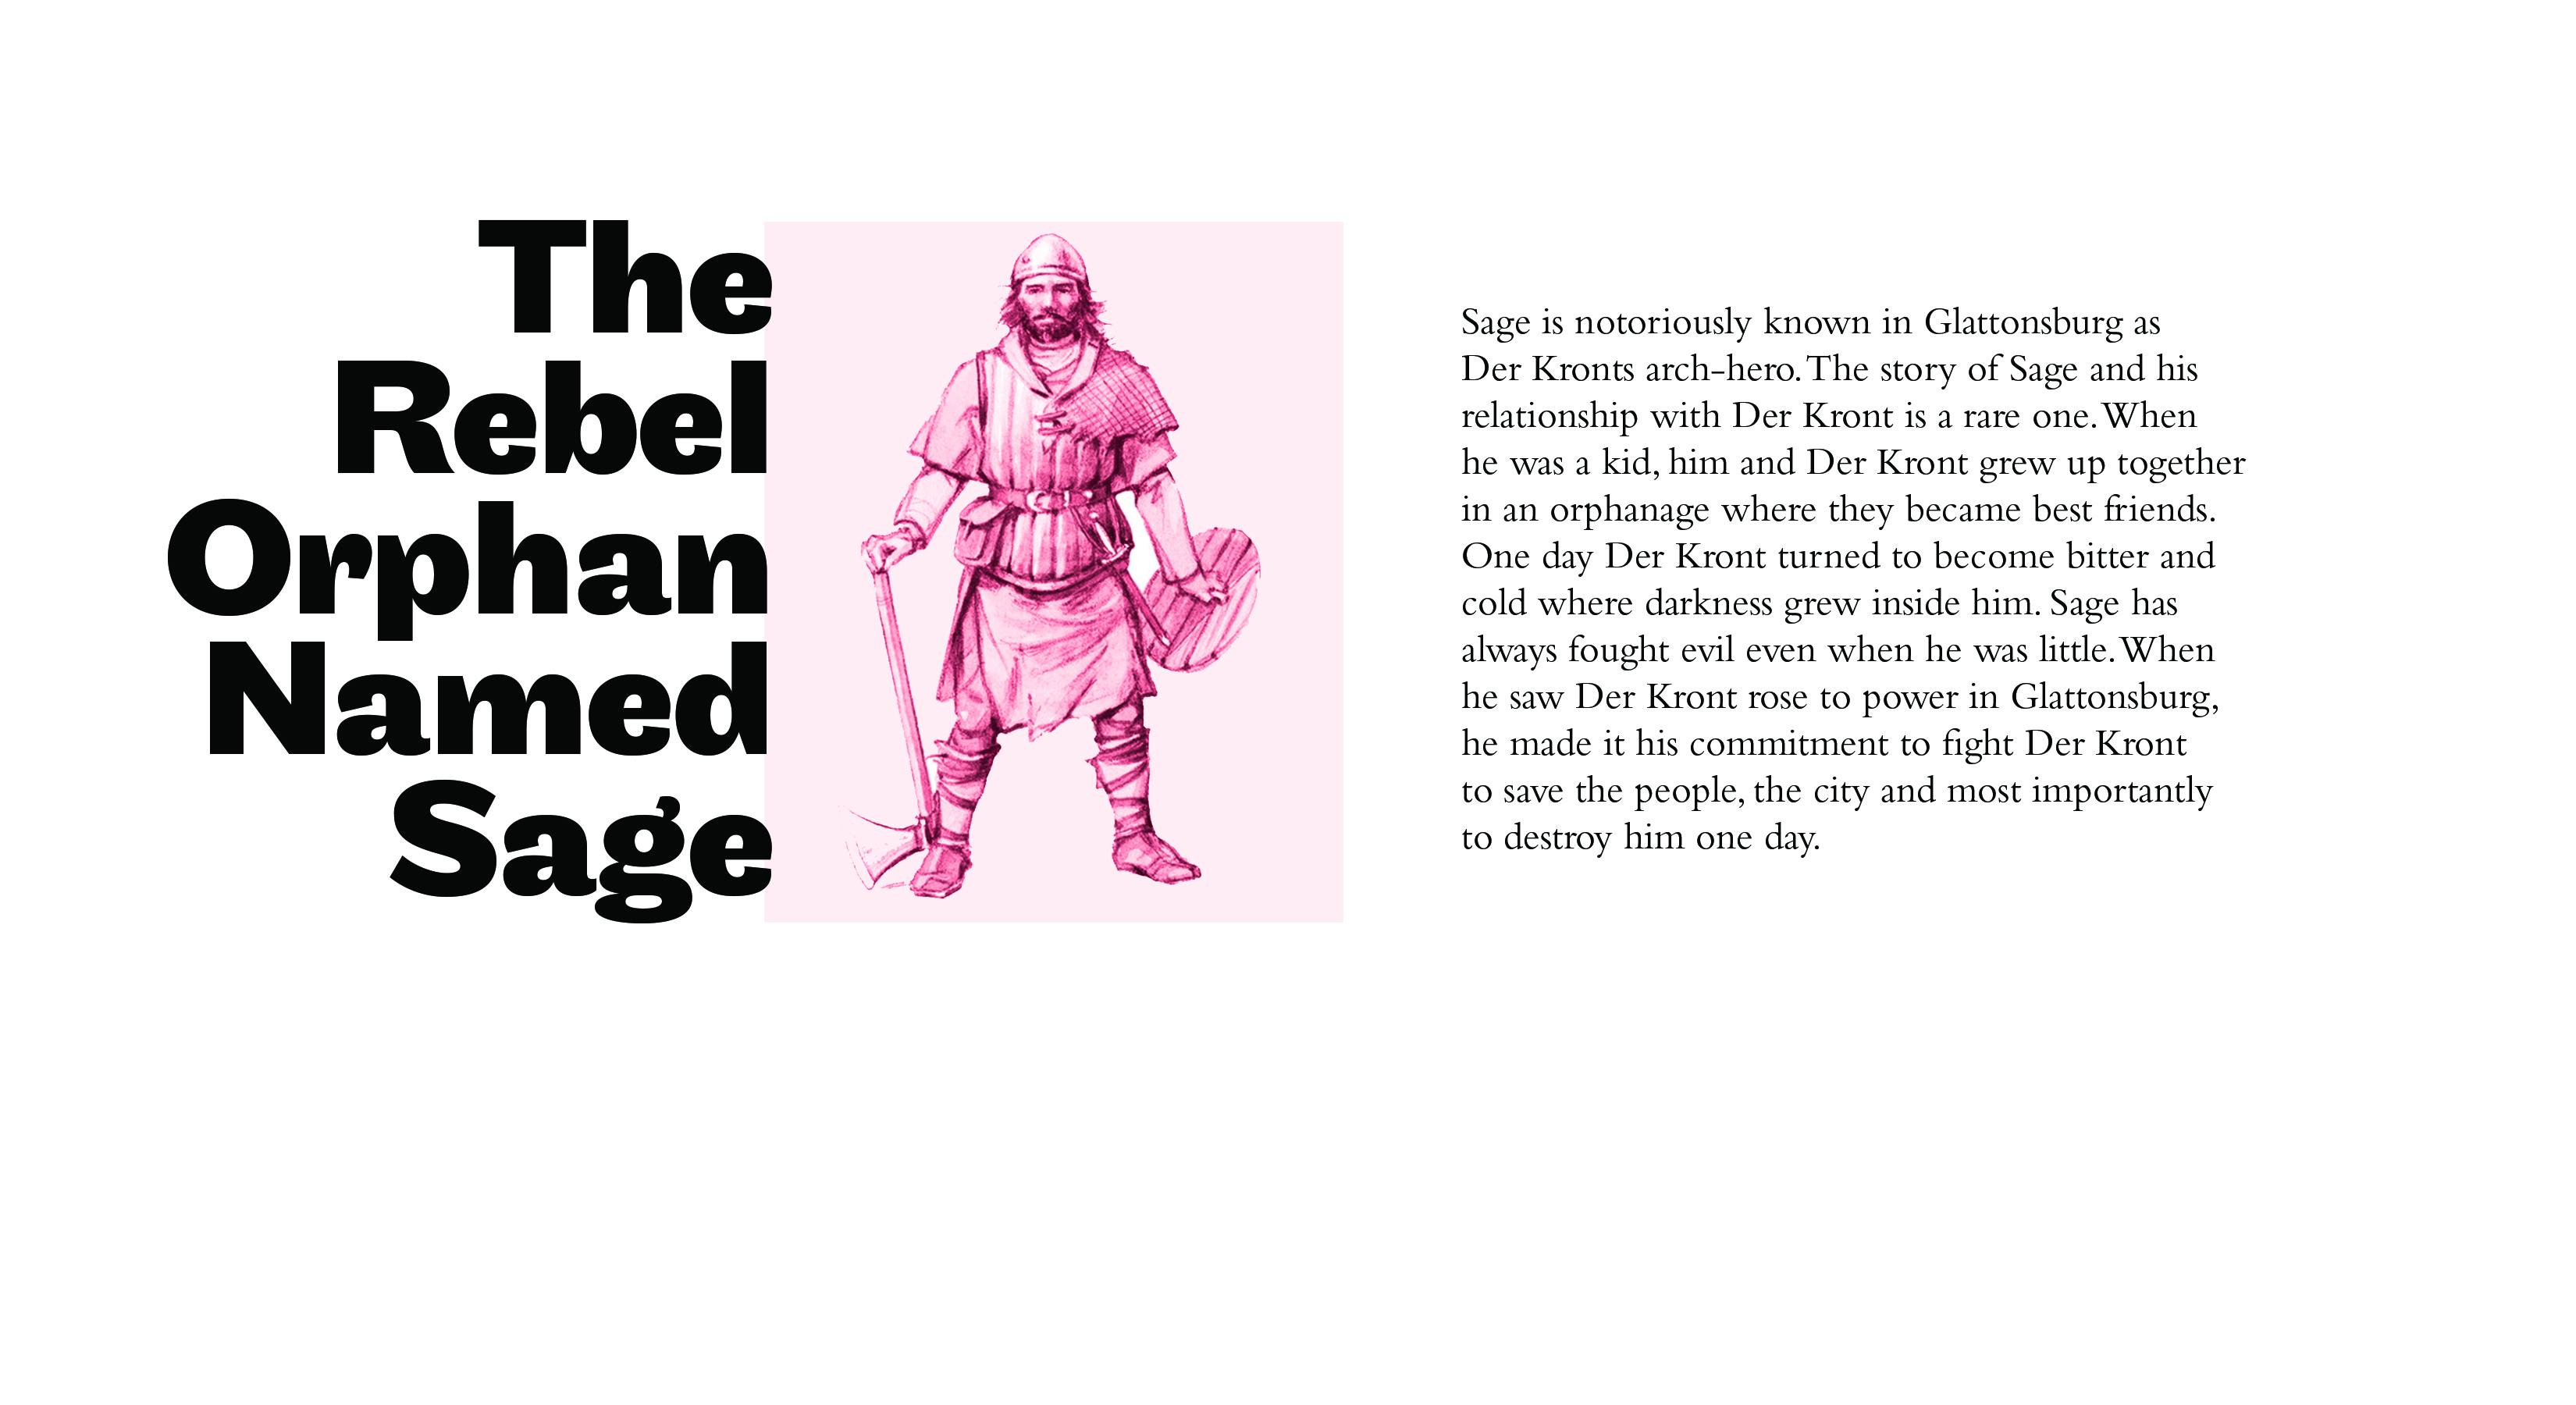 The
Rebel
Orphan
Named
Sage
Sage is notoriously known in Glattonsburg as
Der Kronts arch-hero. The story of Sage and his
relationship with Der Kront is a rare one. When
he was a kid, him and Der Kront grew up together
in an orphanage where they became best friends.
One day Der Kront turned to become bitter and
cold where darkness grew inside him. Sage has
always fought evil even when he was little. When
he saw Der Kront rose to power in Glattonsburg,
he made it his commitment to fight Der Kront
to save the people, the city and most importantly
to destroy him one day.